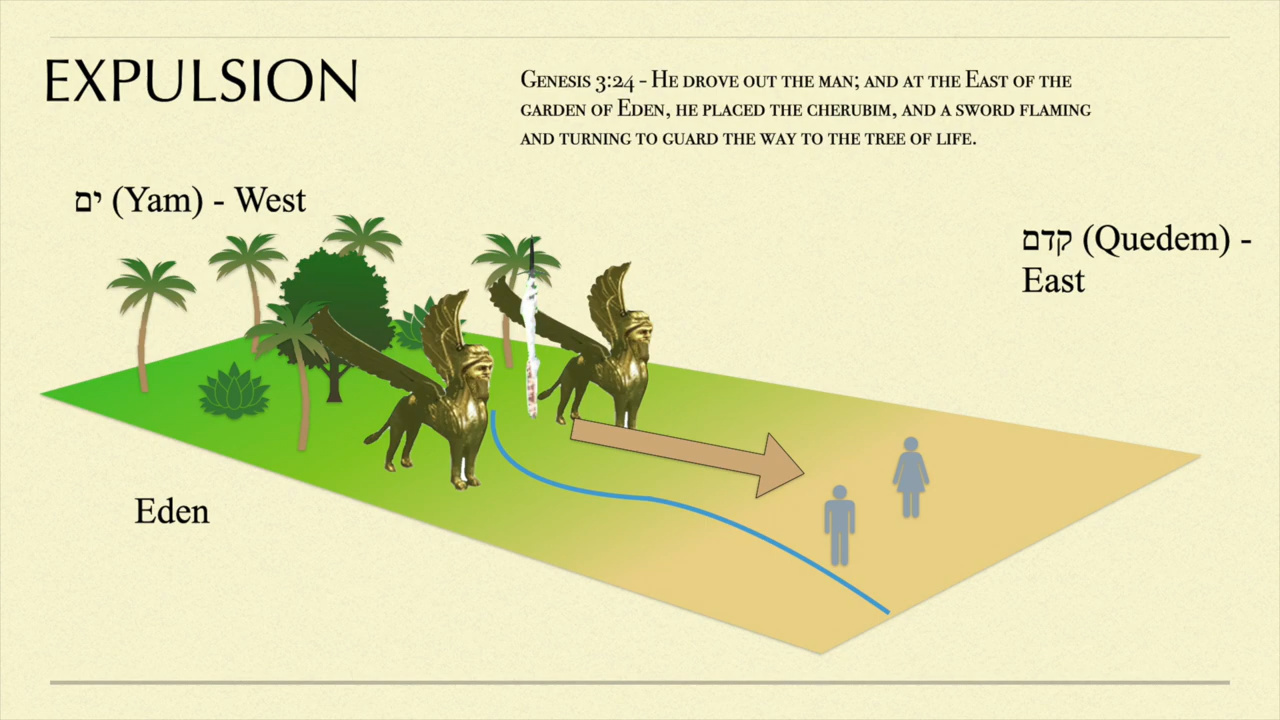 EXPULSION
Genesis 3:24 - He drove out the man; and at the East of the
garden of Eden, he placed the cherubim, and a sword flaming
and turning to guard the way to the tree of life.
ים (Yam) - West
קדם (Quedem) -
East
Eden